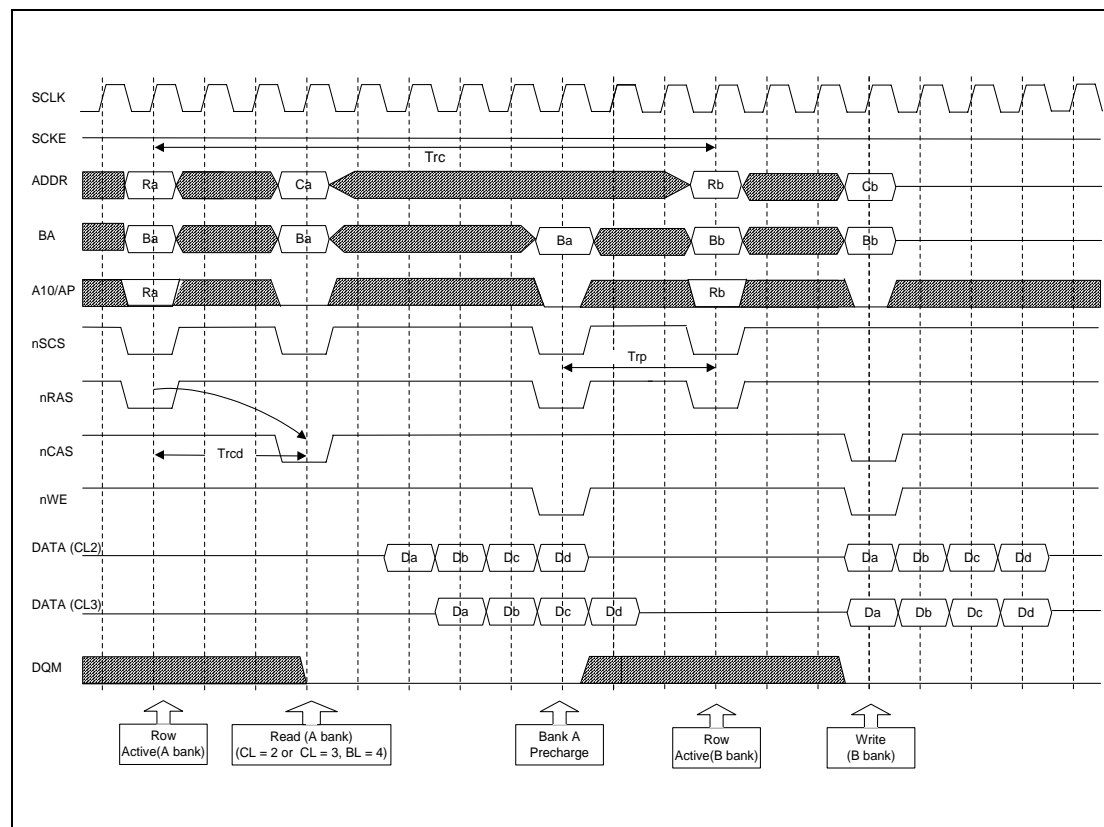 SCLK
SCKE
Trc
ADDR Ra Ca Rb Cb
BA Ba Ba Ba Bb Bb
A10/AP Ra Rb
nSCS
Trp
nRAS
nCAS
Trcd
nWE
DATA (CL2) Da Db Dc Dd Da Db Dc Dd
DATA (CL3) Da Db Dc Dd Da Db Dc Dd
DQM
Row
Active(A bank)
Read (A bank)
(CL = 2 or CL = 3, BL = 4)
Bank A
Precharge
Row
Active(B bank)
Write
(B bank)